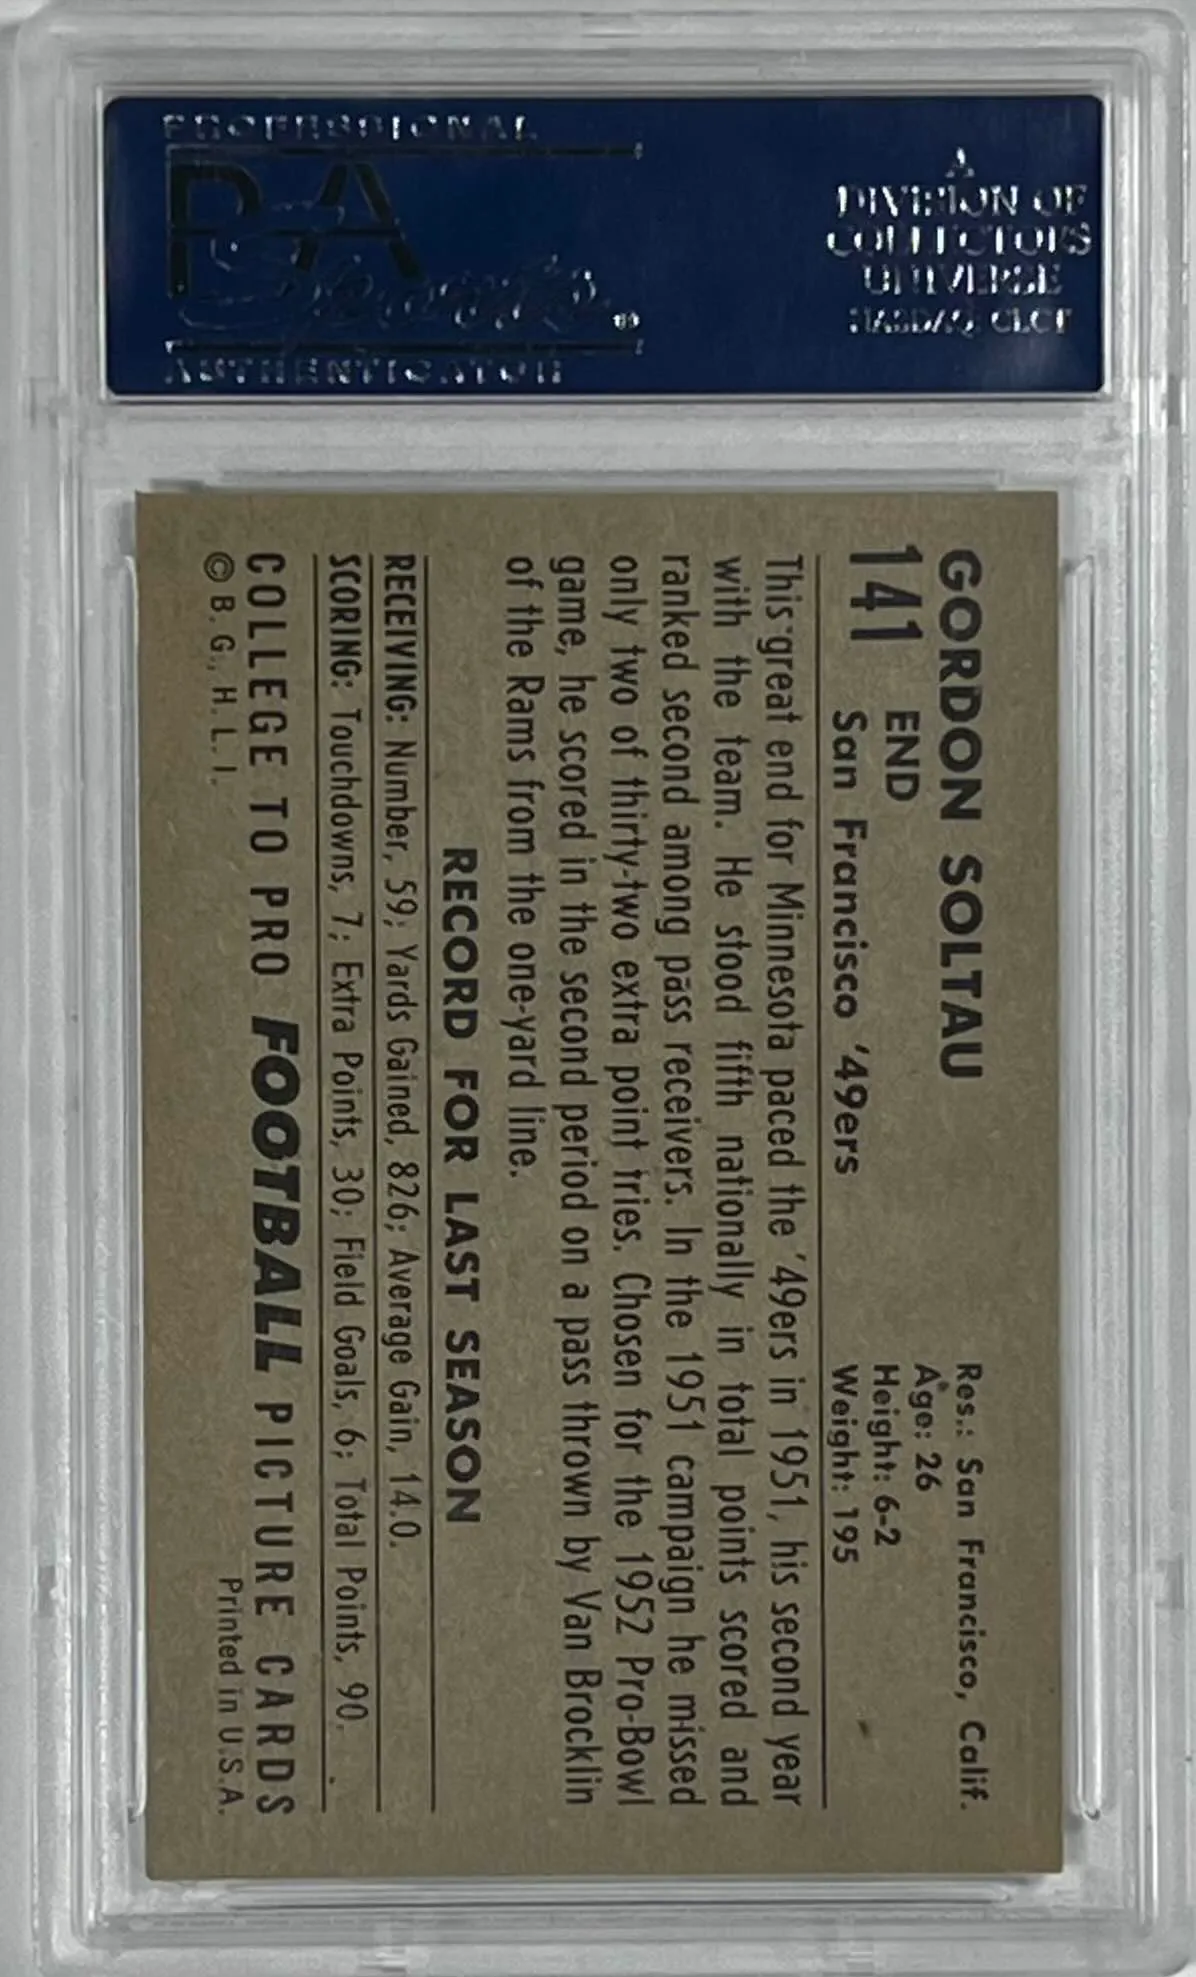 PROFESSIONAL
PSA
Sports
®
AUTHENTICATOR
A
DIVISION OF
COLLECTORS
UNIVERSE
NASDAQ: CLCT
GORDON SOLTAU
141 END
San Francisco '49ers
Res.: San Francisco, Calif.
Age: 26
Height: 6-2
Weight: 195
This great end for Minnesota paced the '49ers in 1951, his second year
with the team. He stood fifth nationally in total points scored and
ranked second among pass receivers. In the 1951 campaign he missed
only two of thirty-two extra point tries. Chosen for the 1952 Pro-Bowl
game, he scored in the second period on a pass thrown by Van Brocklin
of the Rams from the one-yard line.
RECORD FOR LAST SEASON
RECEIVING: Number, 59; Yards Gained, 826; Average Gain, 14.0.
SCORING: Touchdowns, 7; Extra Points, 30; Field Goals, 6; Total Points, 90.
COLLEGE TO PRO FOOTBALL PICTURE CARDS
© B. G., H. L. I.
Printed in U.S.A.